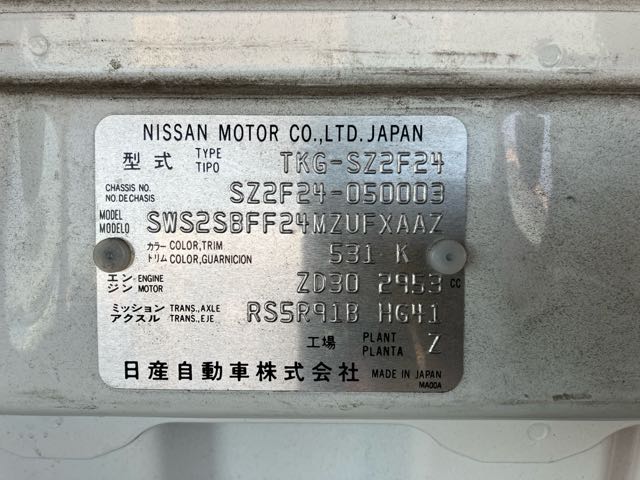 NISSAN MOTOR CO.,LTD. JAPAN
型式 TYPE TIPO TKG-SZ2F24
CHASSIS NO. NO. DE CHASIS SZ2F24-050003
MODEL MODELO SWS2SBFF24MZUFXAAZ
カラー COLOR,TRIM トリム COLOR,GUARNICION 531 K
エンジン ENGINE MOTOR ZD30 2953 CC
ミッション TRANS.,AXLE アクスル TRANS.,EJE RS5R91B HG41
工場 PLANT PLANTA Z
日産自動車株式会社 MADE IN JAPAN
MA00A